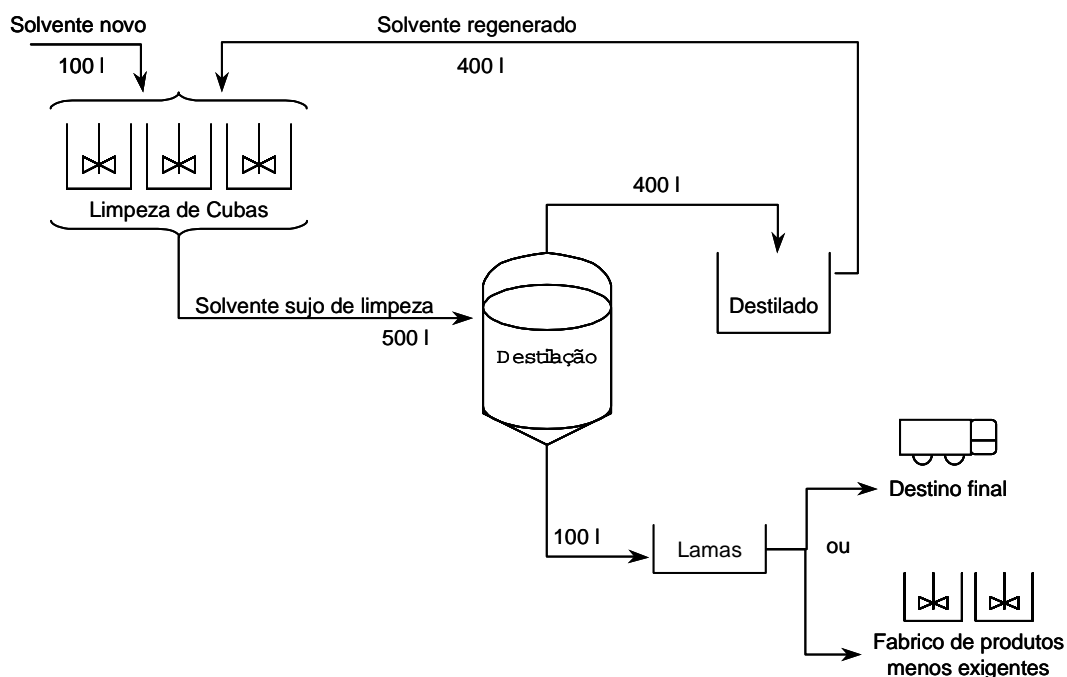 Solvente novo
100 l
Solvente regenerado
400 l
Limpeza de Cubas
400 l
Solvente sujo de limpeza
500 l
Destilado
Destilação
100 l
Lamas
Destino final
ou
Fabrico de produtos
menos exigentes